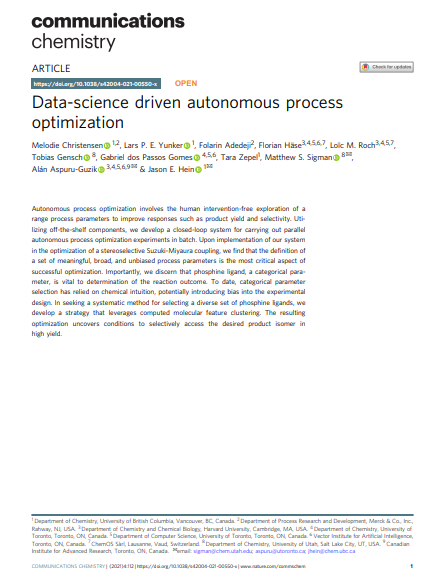 communications
chemistry
ARTICLE
Check for updates
https://doi.org/10.1038/s42004-021-00550-x OPEN
Data-science driven autonomous process
optimization
Melodie Christensen 1,2, Lars P. E. Yunker 1, Folarin Adedeji2, Florian Häse3,4,5,6,7, Loïc M. Roch3,4,5,7,
Tobias Gensch 8, Gabriel dos Passos Gomes 4,5,6, Tara Zepel1, Matthew S. Sigman 8✉,
Alán Aspuru-Guzik 3,4,5,6,9✉ & Jason E. Hein 1✉
Autonomous process optimization involves the human intervention-free exploration of a
range process parameters to improve responses such as product yield and selectivity. Uti-
lizing off-the-shelf components, we develop a closed-loop system for carrying out parallel
autonomous process optimization experiments in batch. Upon implementation of our system
in the optimization of a stereoselective Suzuki-Miyaura coupling, we find that the definition of
a set of meaningful, broad, and unbiased process parameters is the most critical aspect of
successful optimization. Importantly, we discern that phosphine ligand, a categorical para-
meter, is vital to determination of the reaction outcome. To date, categorical parameter
selection has relied on chemical intuition, potentially introducing bias into the experimental
design. In seeking a systematic method for selecting a diverse set of phosphine ligands, we
develop a strategy that leverages computed molecular feature clustering. The resulting
optimization uncovers conditions to selectively access the desired product isomer in
high yield.
1 Department of Chemistry, University of British Columbia, Vancouver, BC, Canada. 2 Department of Process Research and Development, Merck & Co., Inc.,
Rahway, NJ, USA. 3 Department of Chemistry and Chemical Biology, Harvard University, Cambridge, MA, USA. 4 Department of Chemistry, University of
Toronto, Toronto, ON, Canada. 5 Department of Computer Science, University of Toronto, Toronto, ON, Canada. 6 Vector Institute for Artificial Intelligence,
Toronto, ON, Canada. 7 ChemOS Sàrl, Lausanne, Vaud, Switzerland. 8 Department of Chemistry, University of Utah, Salt Lake City, UT, USA. 9 Canadian
Institute for Advanced Research, Toronto, ON, Canada. ✉email: sigman@chem.utah.edu; aspuru@utoronto.ca; jhein@chem.ubc.ca
COMMUNICATIONS CHEMISTRY | (2021) 4:112 | https://doi.org/10.1038/s42004-021-00550-x | www.nature.com/commschem 1